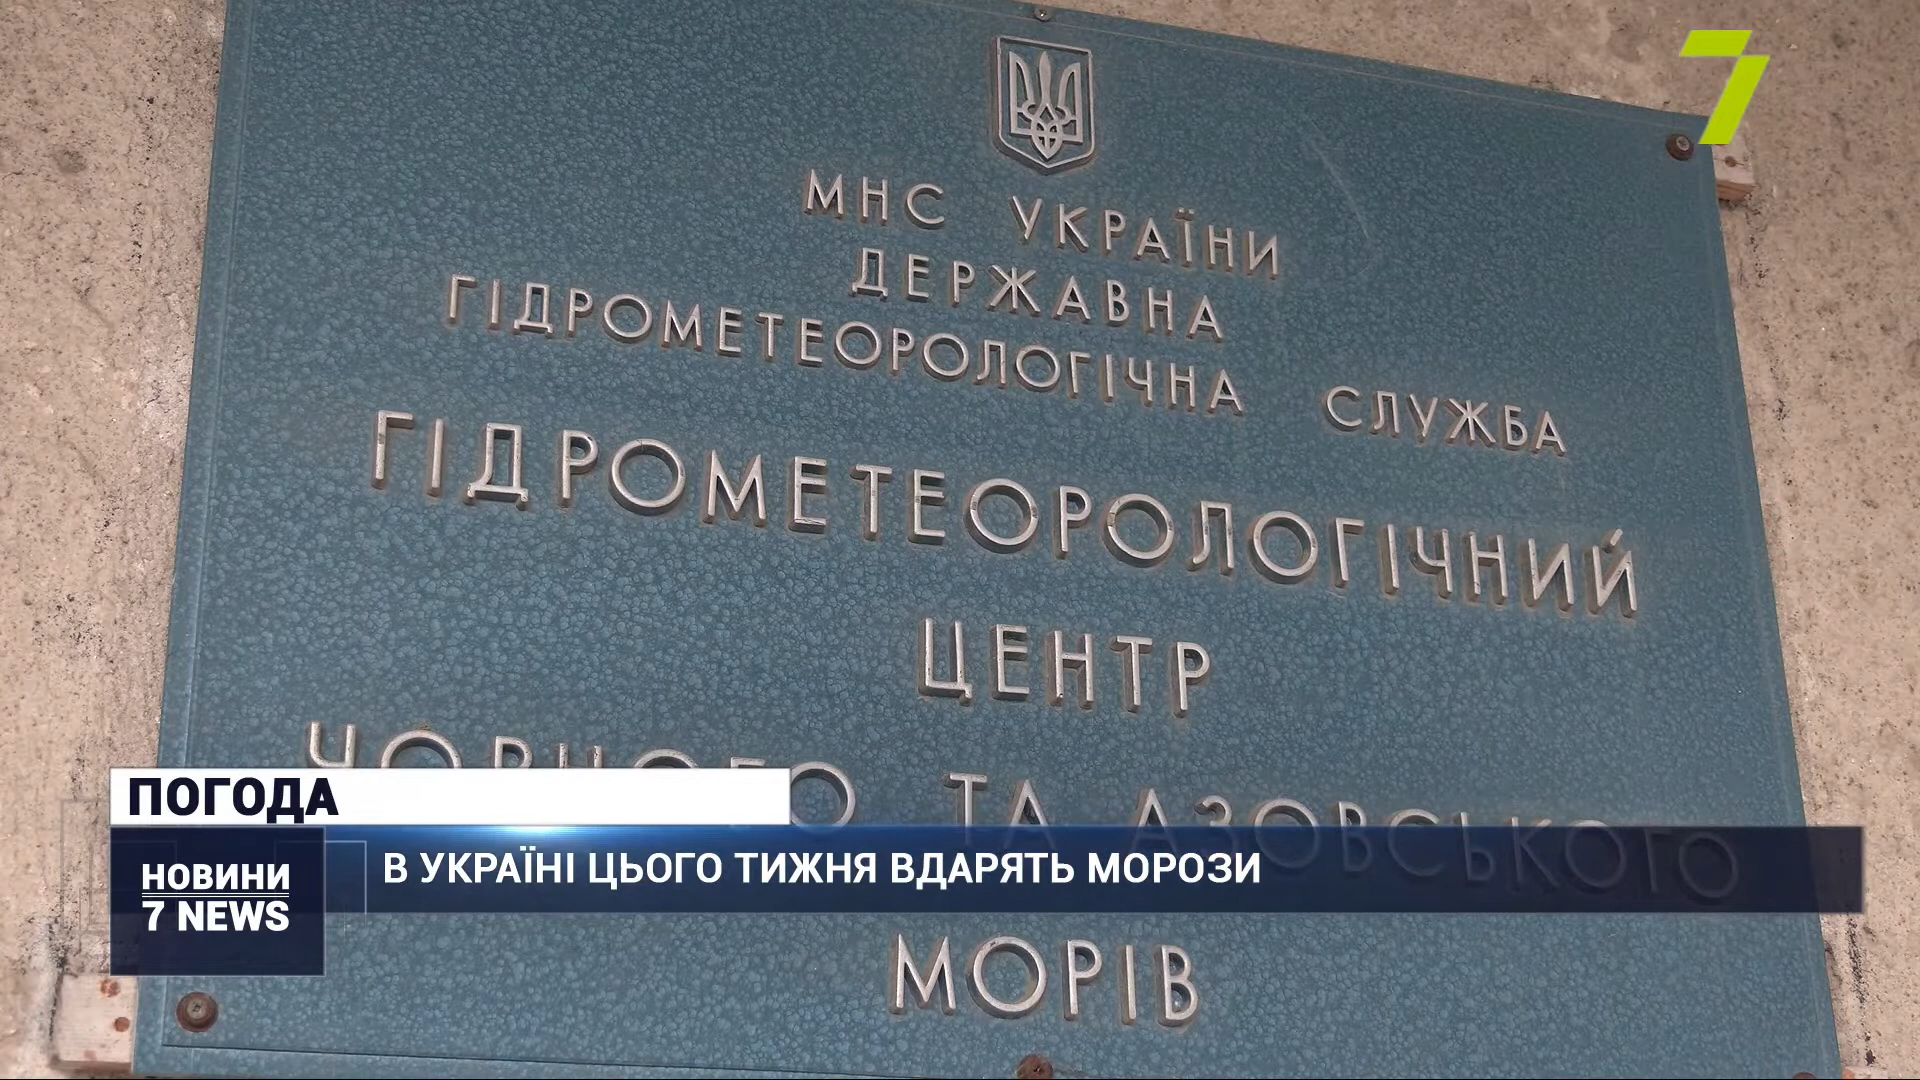 7
МНС УКРАЇНИ
ДЕРЖАВНА
ГІДРОМЕТЕОРОЛОГІЧНА СЛУЖБА
ГІДРОМЕТЕОРОЛОГІЧНИЙ
ЦЕНТР
ЧОРНОГО ТА АЗОВСЬКОГО
МОРІВ
ПОГОДА
НОВИНИ
7 NEWS
В УКРАЇНІ ЦЬОГО ТИЖНЯ ВДАРЯТЬ МОРОЗИ